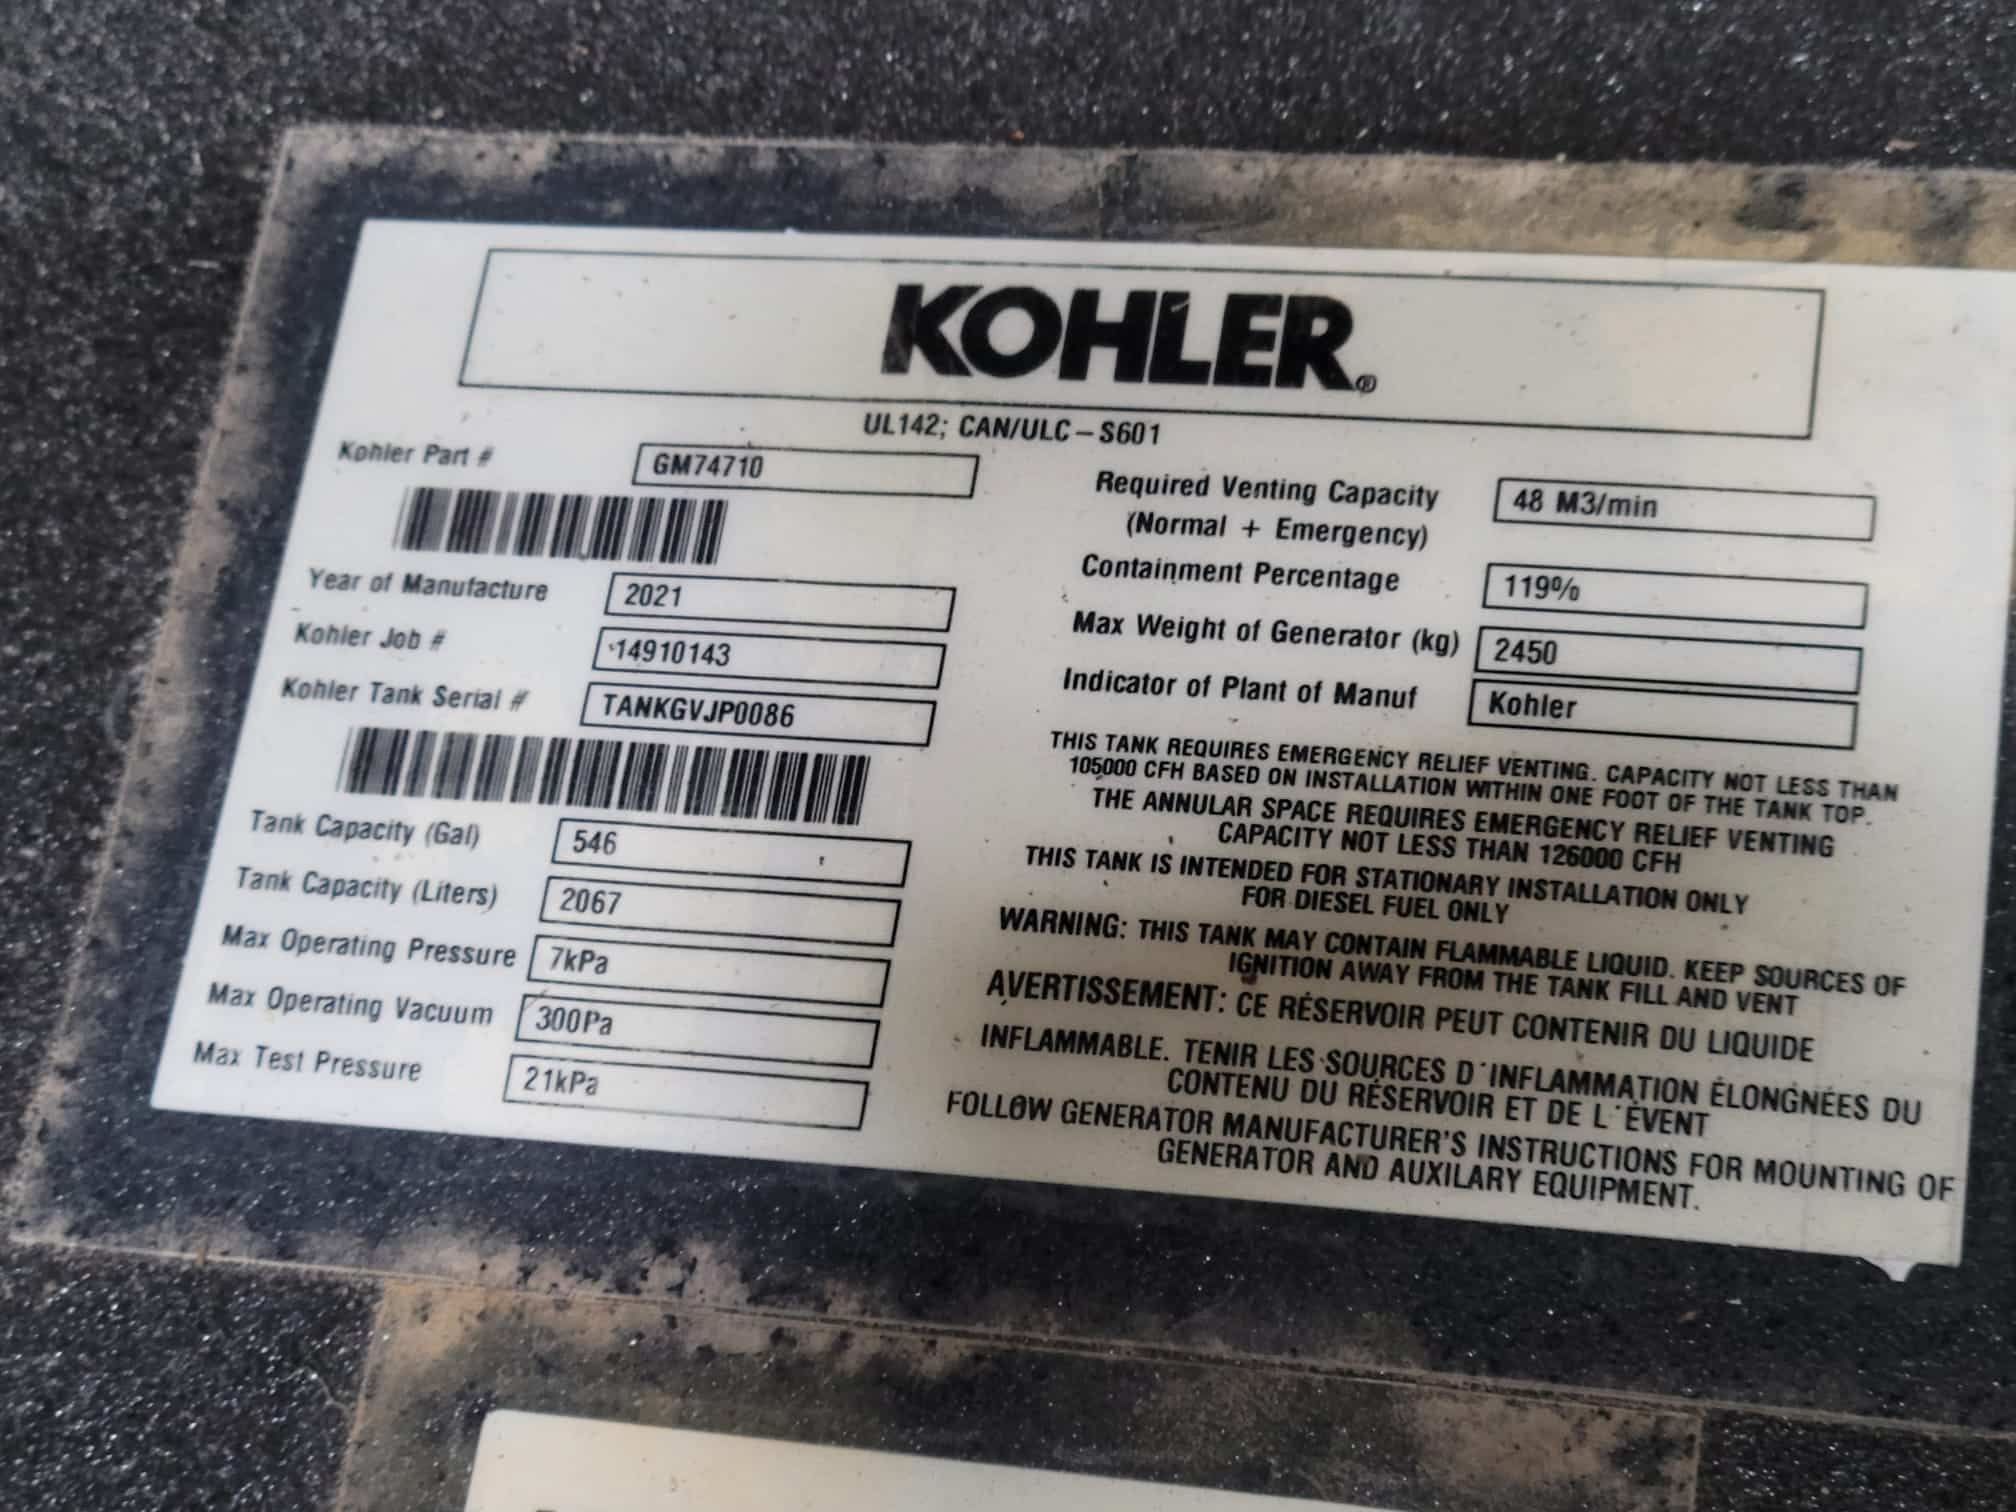 KOHLER®
UL142; CAN/ULC-S601
Kohler Part # GM74710
Year of Manufacture 2021
Kohler Job # 14910143
Kohler Tank Serial # TANKGVJP0086
Tank Capacity (Gal) 546
Tank Capacity (Liters) 2067
Max Operating Pressure 7kPa
Max Operating Vacuum 300Pa
Max Test Pressure 21kPa
Required Venting Capacity 48 M3/min
(Normal + Emergency)
Containment Percentage 119%
Max Weight of Generator (kg) 2450
Indicator of Plant of Manuf Kohler
THIS TANK REQUIRES EMERGENCY RELIEF VENTING. CAPACITY NOT LESS THAN
105000 CFH BASED ON INSTALLATION WITHIN ONE FOOT OF THE TANK TOP.
THE ANNULAR SPACE REQUIRES EMERGENCY RELIEF VENTING
CAPACITY NOT LESS THAN 126000 CFH
THIS TANK IS INTENDED FOR STATIONARY INSTALLATION ONLY
FOR DIESEL FUEL ONLY
WARNING: THIS TANK MAY CONTAIN FLAMMABLE LIQUID. KEEP SOURCES OF
IGNITION AWAY FROM THE TANK FILL AND VENT
AVERTISSEMENT: CE RÉSERVOIR PEUT CONTENIR DU LIQUIDE
INFLAMMABLE. TENIR LES SOURCES D'INFLAMMATION ÉLONGNÉES DU
CONTENU DU RÉSERVOIR ET DE L'ÉVENT
FOLLOW GENERATOR MANUFACTURER'S INSTRUCTIONS FOR MOUNTING OF
GENERATOR AND AUXILARY EQUIPMENT.